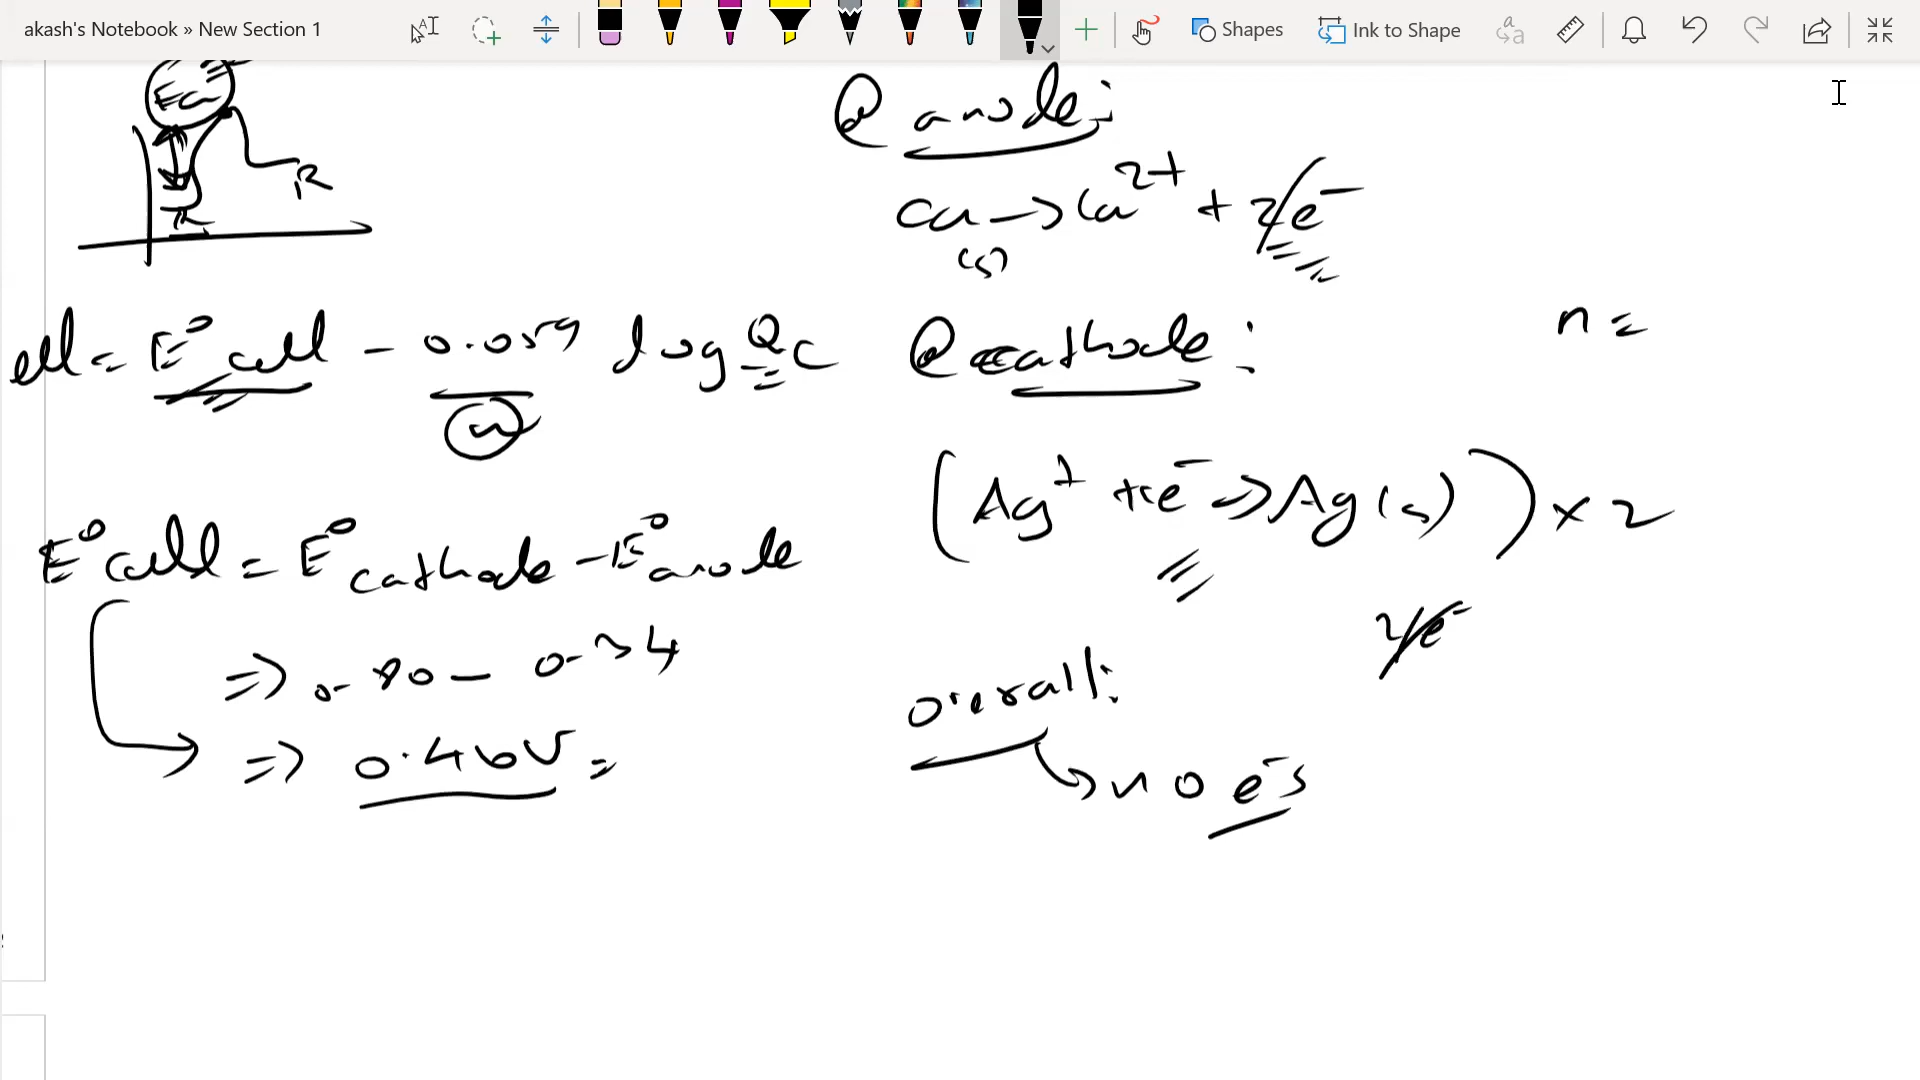 akash's Notebook » New Section 1
Shapes
Ink to Shape
Ea
R
R
@ anode:
Cu(s) → Cu²⁺ + 2e⁻
ell = E°cell - 0.059/n log Qc
@ cathode:
n =
(Ag⁺ + e⁻ → Ag(s)) × 2
2e⁻
E°cell = E°cathode - E°anode
⇒ 0.80 - 0.34
⇒ 0.46V =
overall:
→ no e⁻s